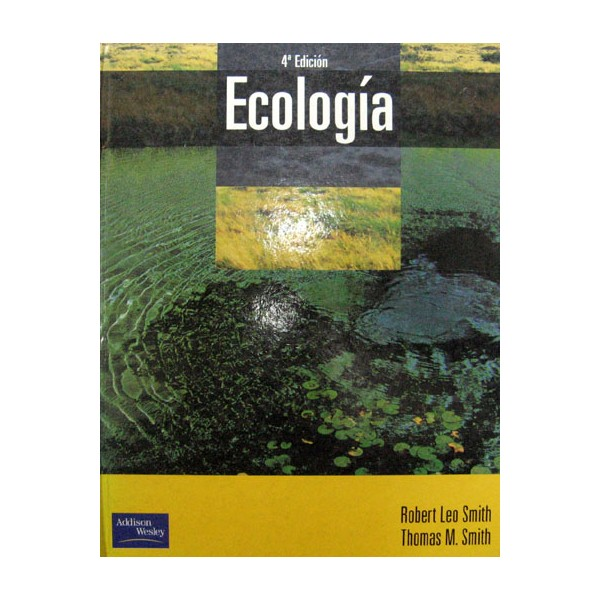 4ª Edición
Ecología
Robert Leo Smith
Thomas M. Smith
Addison
Wesley